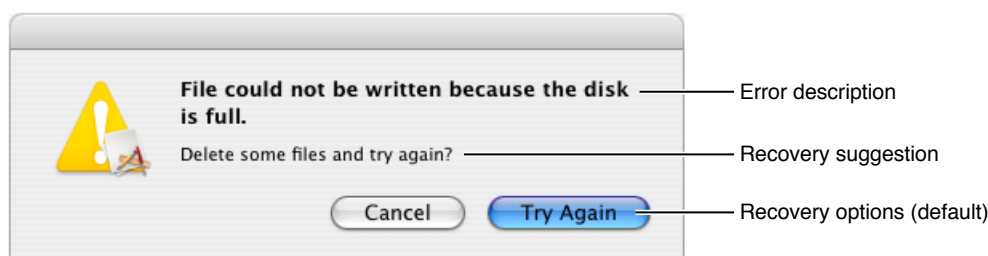 File could not be written because the disk
is full.
Delete some files and try again?
Cancel
Try Again
Error description
Recovery suggestion
Recovery options (default)